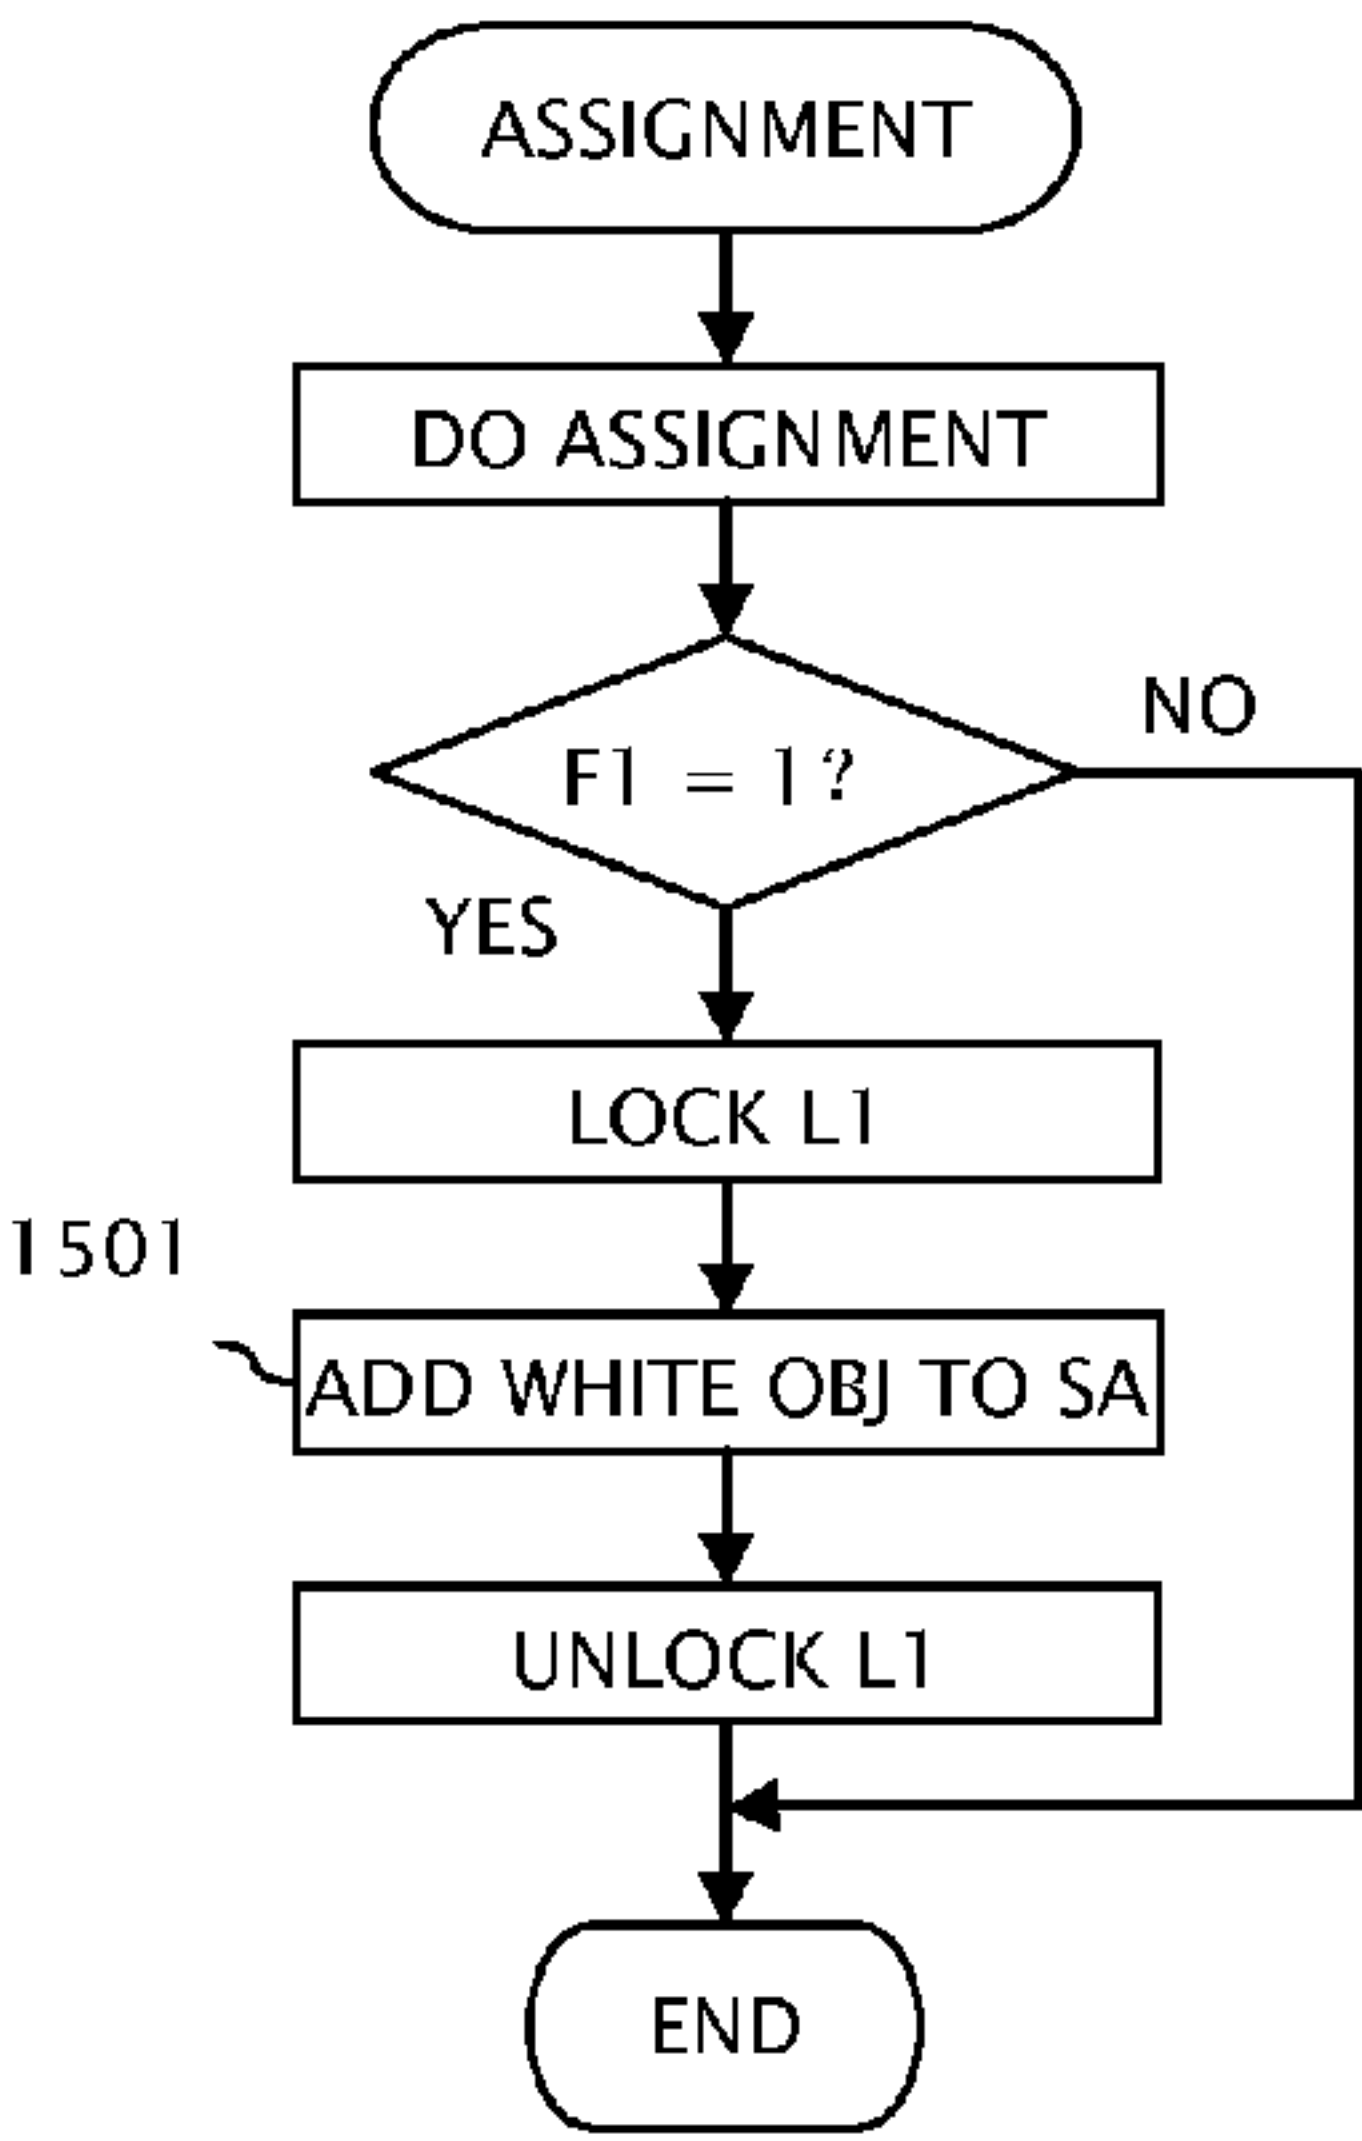 ASSIGNMENT
DO ASSIGNMENT
F1 = 1?
NO
YES
LOCK L1
1501
ADD WHITE OBJ TO SA
UNLOCK L1
END